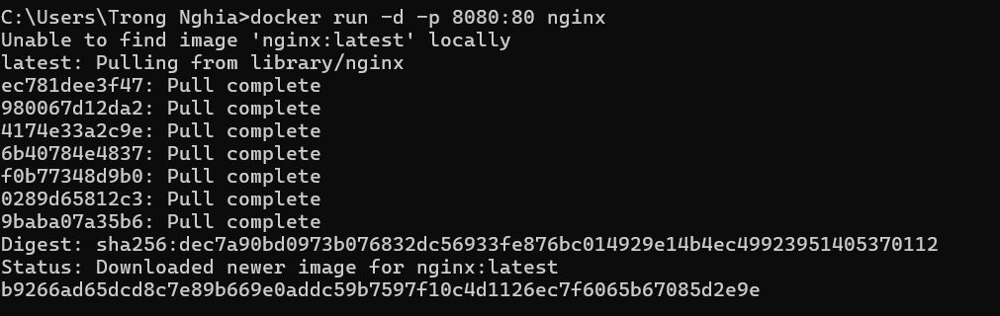 C:\Users\Trong Nghia>docker run -d -p 8080:80 nginx
Unable to find image 'nginx:latest' locally
latest: Pulling from library/nginx
ec781dee3f47: Pull complete
980067d12da2: Pull complete
4174e33a2c9e: Pull complete
6b40784e4837: Pull complete
f0b77348d9b0: Pull complete
0289d65812c3: Pull complete
9baba07a35b6: Pull complete
Digest: sha256:dec7a90bd0973b076832dc56933fe876bc014929e14b4ec49923951405370112
Status: Downloaded newer image for nginx:latest
b9266ad65dcd8c7e89b669e0addc59b7597f10c4d1126ec7f6065b67085d2e9e